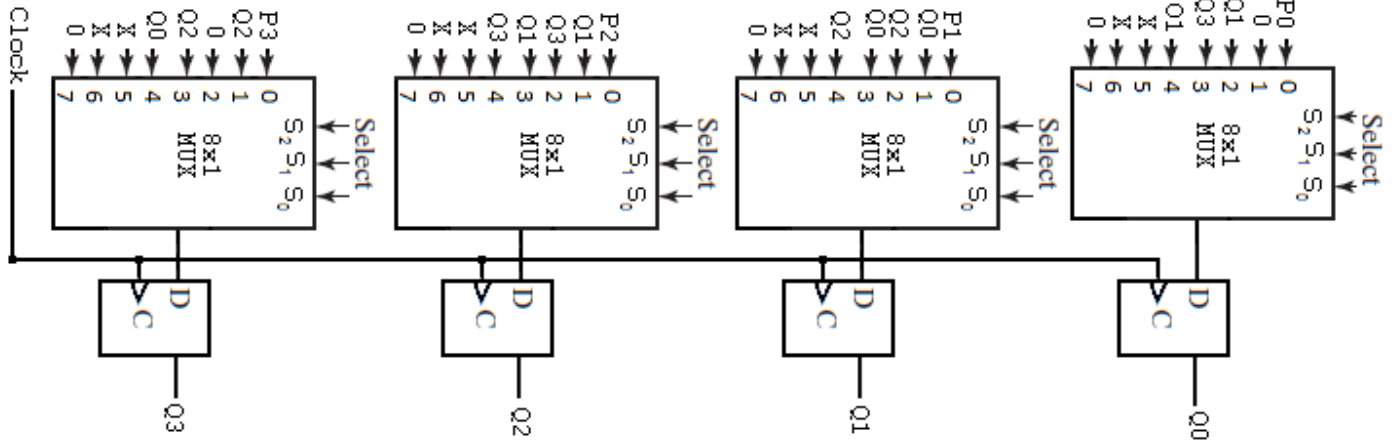 Clock
0 X X Q0 Q2 0 Q2 P3
7 6 5 4 3 2 1 0
8x1
MUX
S2 S1 S0
Select
D
C
Q3
0 X X Q3 Q1 Q3 Q1 P2
7 6 5 4 3 2 1 0
8x1
MUX
S2 S1 S0
Select
D
C
Q2
0 X X Q2 Q0 Q2 Q0 P1
7 6 5 4 3 2 1 0
8x1
MUX
S2 S1 S0
Select
D
C
Q1
0 X X Q1 Q3 Q1 0 P0
7 6 5 4 3 2 1 0
8x1
MUX
S2 S1 S0
Select
D
C
Q0